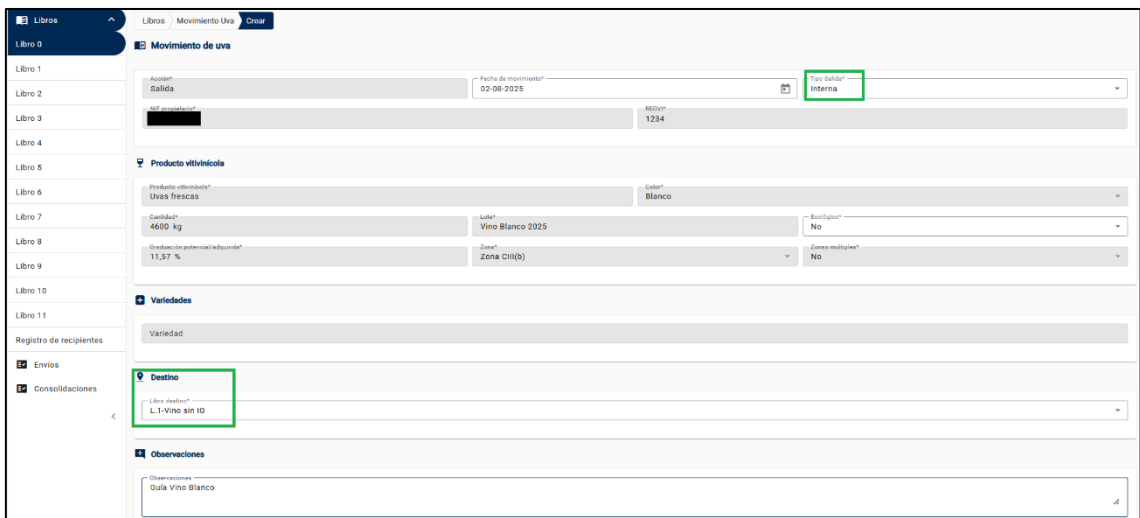 Libros
Libro 0
Libro 1
Libro 2
Libro 3
Libro 4
Libro 5
Libro 6
Libro 7
Libro 8
Libro 9
Libro 10
Libro 11
Registro de recipientes
Envíos
Consolidaciones
Libros Movimiento Uva Crear
Movimiento de uva
Acción*
Salida
Fecha de movimiento*
02-08-2025
Tipo Salida*
Interna
NIF propietario*
REOVI*
1234
Producto vitivinícola
Producto vitivinícola*
Uvas frescas
Color*
Blanco
Cantidad*
4600 kg
Lote*
Vino Blanco 2025
Ecológico*
No
Graduación potencial/adquirida*
11,57 %
Zona*
Zona CIII(b)
Zonas múltiples*
No
Variedades
Variedad
Destino
Libro destino*
L.1-Vino sin IG
Observaciones
Observaciones
Guía Vino Blanco